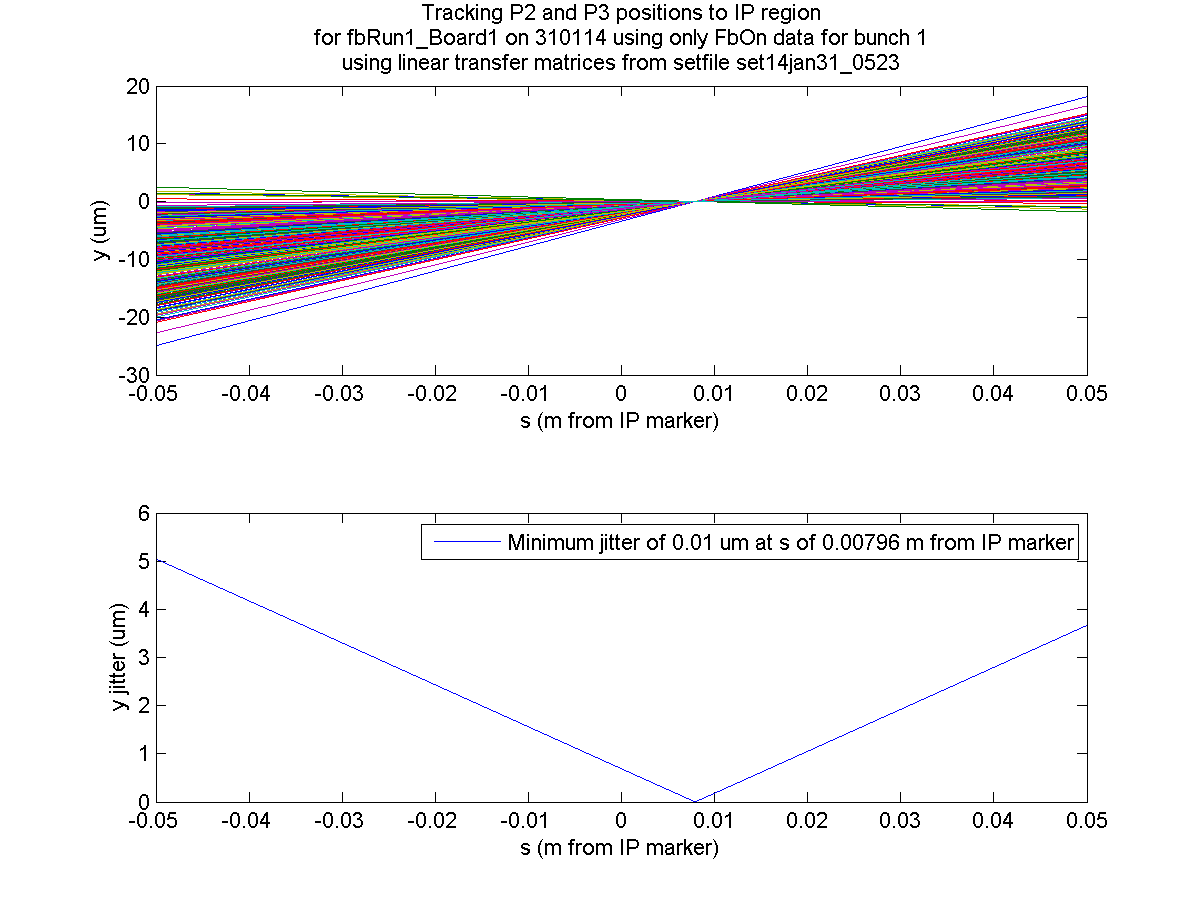 Tracking P2 and P3 positions to IP region
for fbRun1_Board1 on 310114 using only FbOn data for bunch 1
using linear transfer matrices from setfile set14jan31_0523
20
10
0
-10
-20
-30
y (um)
-0.05 -0.04 -0.03 -0.02 -0.01 0 0.01 0.02 0.03 0.04 0.05
s (m from IP marker)
Minimum jitter of 0.01 um at s of 0.00796 m from IP marker
6
5
4
3
2
1
0
y jitter (um)
-0.05 -0.04 -0.03 -0.02 -0.01 0 0.01 0.02 0.03 0.04 0.05
s (m from IP marker)